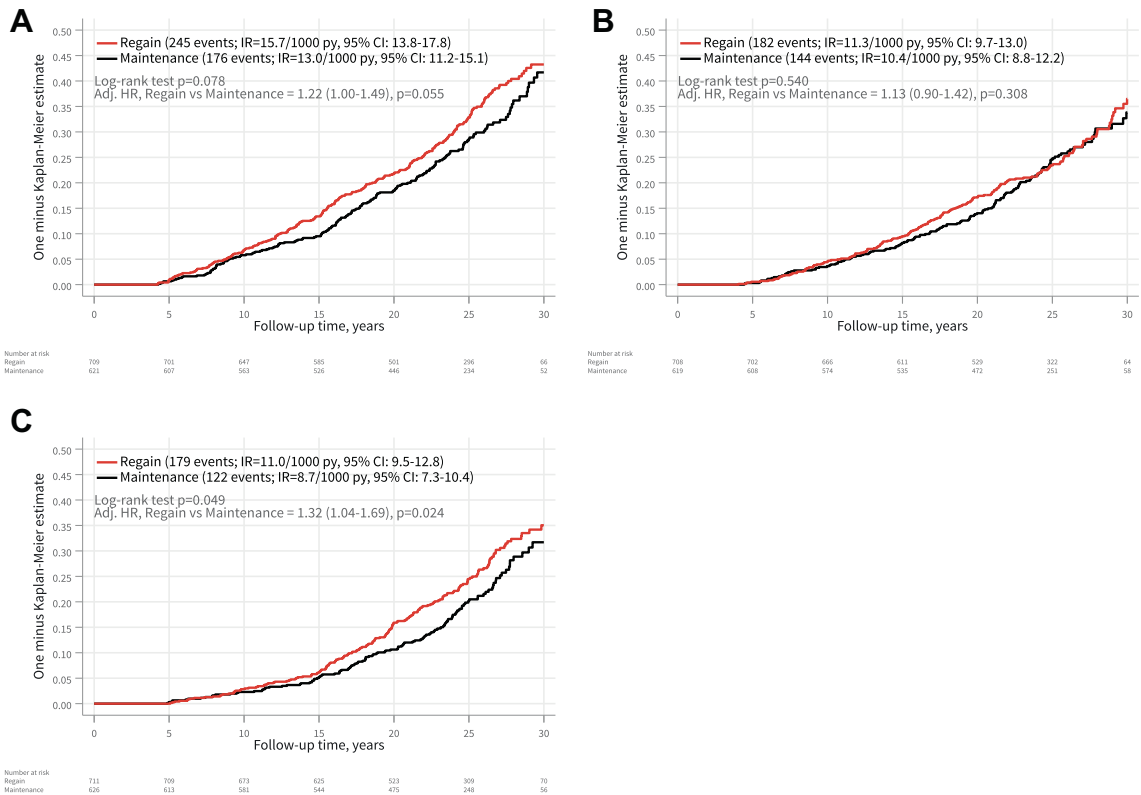 A
One minus Kaplan-Meier estimate
0.50
0.45
0.40
0.35
0.30
0.25
0.20
0.15
0.10
0.05
0.00
Regain (245 events; IR=15.7/1000 py, 95% CI: 13.8-17.8)
Maintenance (176 events; IR=13.0/1000 py, 95% CI: 11.2-15.1)
Log-rank test p=0.078
Adj. HR, Regain vs Maintenance = 1.22 (1.00-1.49), p=0.055
0 5 10 15 20 25 30
Follow-up time, years
Number at risk
Regain 709 701 647 585 501 296 66
Maintenance 621 607 563 526 446 234 52
B
One minus Kaplan-Meier estimate
0.50
0.45
0.40
0.35
0.30
0.25
0.20
0.15
0.10
0.05
0.00
Regain (182 events; IR=11.3/1000 py, 95% CI: 9.7-13.0)
Maintenance (144 events; IR=10.4/1000 py, 95% CI: 8.8-12.2)
Log-rank test p=0.540
Adj. HR, Regain vs Maintenance = 1.13 (0.90-1.42), p=0.308
0 5 10 15 20 25 30
Follow-up time, years
Number at risk
Regain 708 702 666 611 529 322 64
Maintenance 619 608 574 535 472 251 58
C
One minus Kaplan-Meier estimate
0.50
0.45
0.40
0.35
0.30
0.25
0.20
0.15
0.10
0.05
0.00
Regain (179 events; IR=11.0/1000 py, 95% CI: 9.5-12.8)
Maintenance (122 events; IR=8.7/1000 py, 95% CI: 7.3-10.4)
Log-rank test p=0.049
Adj. HR, Regain vs Maintenance = 1.32 (1.04-1.69), p=0.024
0 5 10 15 20 25 30
Follow-up time, years
Number at risk
Regain 711 709 673 625 523 309 70
Maintenance 626 613 581 544 475 248 56